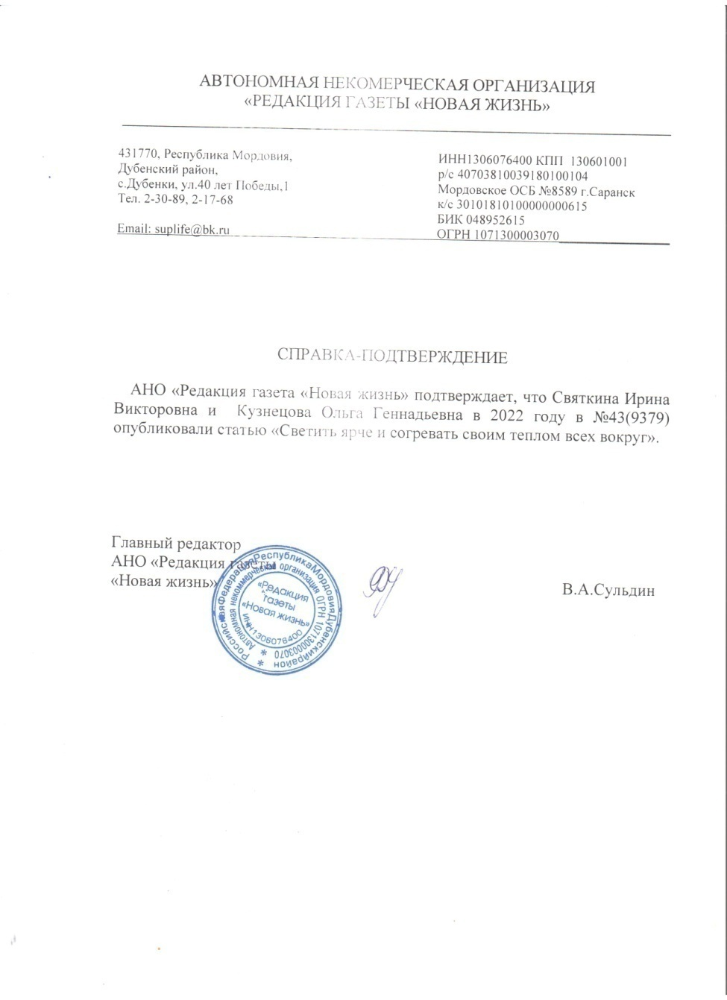 АВТОНОМНАЯ НЕКОМЕРЧЕСКАЯ ОРГАНИЗАЦИЯ
«РЕДАКЦИЯ ГАЗЕТЫ «НОВАЯ ЖИЗНЬ»
431770, Республика Мордовия,
Дубенский район,
с.Дубенки, ул.40 лет Победы,1
Тел. 2-30-89, 2-17-68
Email: suplife@bk.ru
ИНН1306076400 КПП 130601001
р/с 40703810039180100104
Мордовское ОСБ №8589 г.Саранск
к/с 30101810100000000615
БИК 048952615
ОГРН 1071300003070
СПРАВКА-ПОДТВЕРЖДЕНИЕ
АНО «Редакция газета «Новая жизнь» подтверждает, что Святкина Ирина
Викторовна и Кузнецова Ольга Геннадьевна в 2022 году в №43(9379)
опубликовали статью «Светить ярче и согревать своим теплом всех вокруг».
Главный редактор
АНО «Редакция газеты
«Новая жизнь»
В.А.Сульдин
Российская Федерация Республика Мордовия Дубенский район
Автономная некоммерческая организация ОГРН 1071300003070
«Редакция
газеты
«Новая жизнь»
ИНН 1306076400